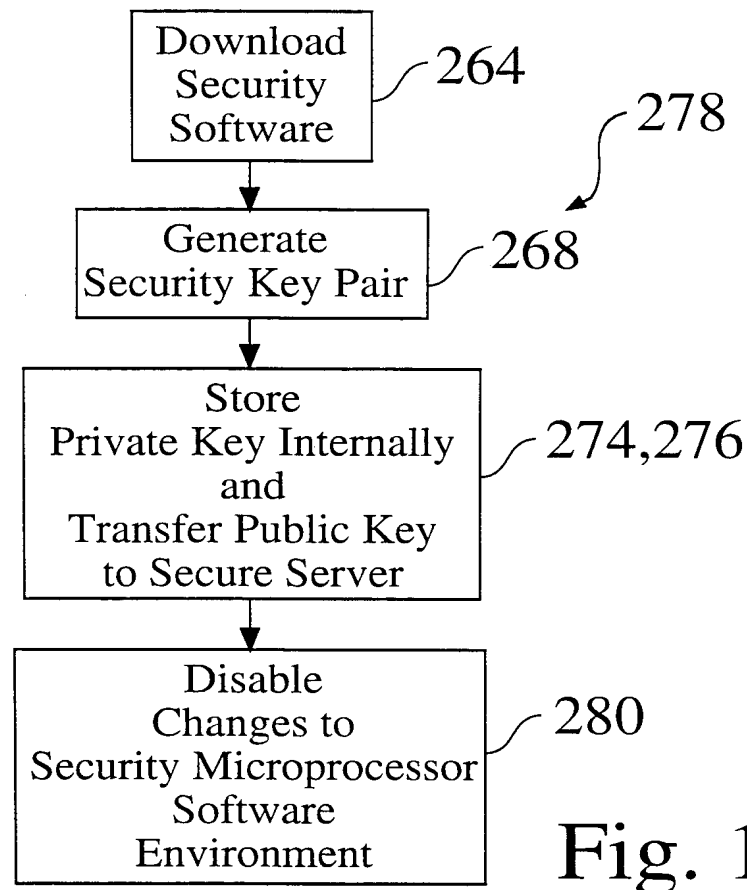 Download
Security
Software
264
278
Generate
Security Key Pair
268
Store
Private Key Internally
and
Transfer Public Key
to Secure Server
274,276
Disable
Changes to
Security Microprocessor
Software
Environment
280
Fig. 1